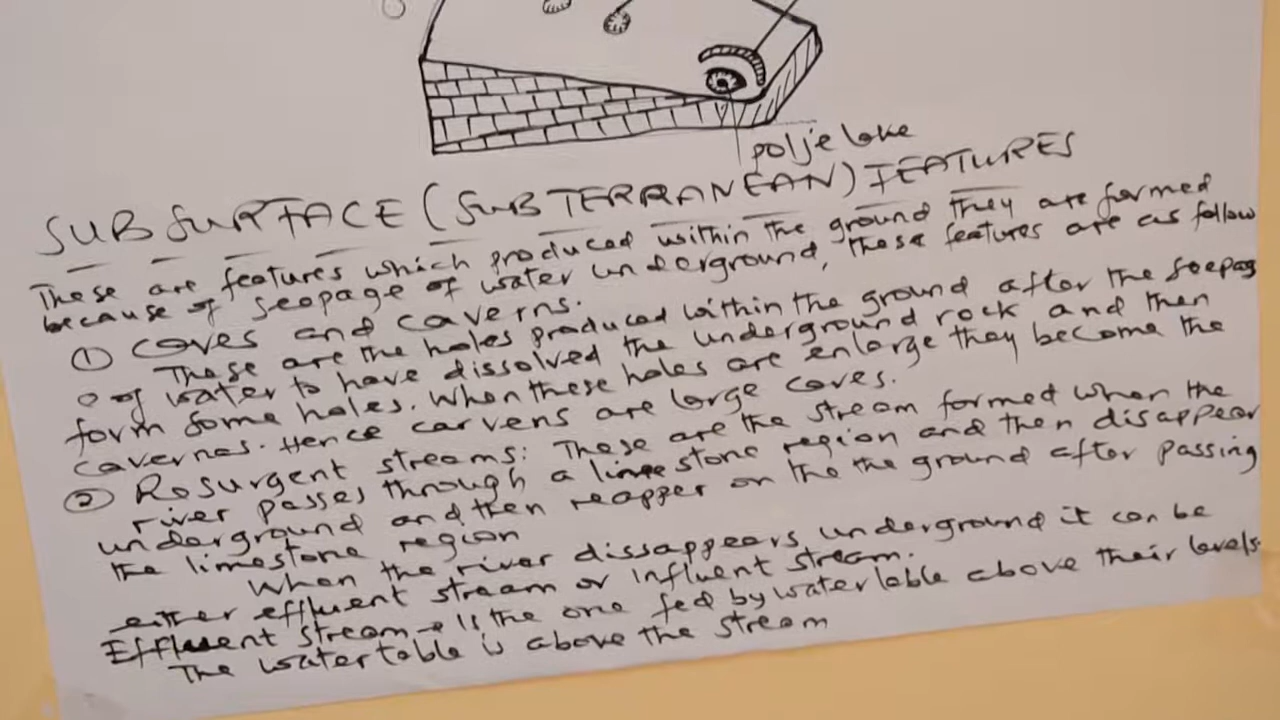 polje lake
SUBSURFACE (SUBTERRANEAN) FEATURES
These are features which produced within the ground they are formed
because of seepage of water underground, these features are as follow
① Caves and caverns.
These are the holes produced within the ground after the seepag
o of water to have dissolved the underground rock and then
form some holes. When these holes are enlarge they become the
cavernes. Hence carvens are large caves.
② Resurgent streams: These are the stream formed when the
river passes through a limestone region and then disappear
underground and then reapper on the the ground after passing
the limestone region
When the river dissappears underground it can be
either effluent stream or influent stream.
Effluent stream → Is the one fed by watertable above their levels
The watertable is above the stream